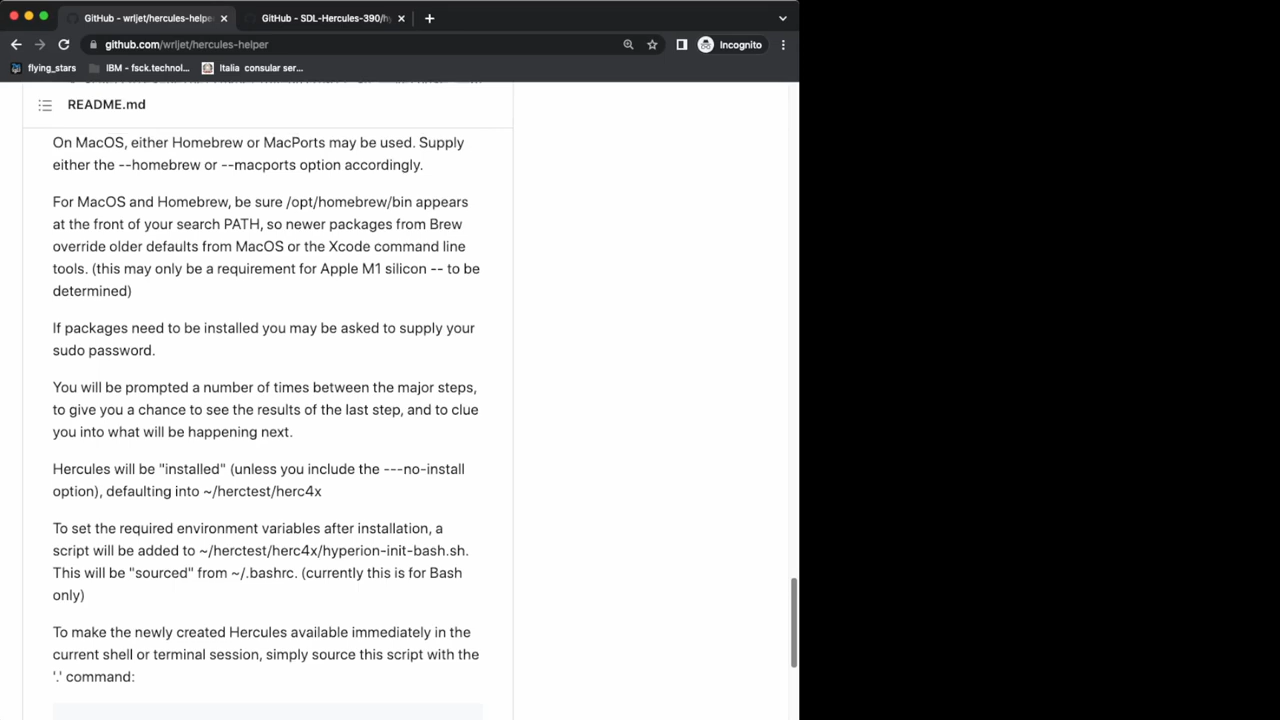 GitHub - wrljet/hercules-helpe
GitHub - SDL-Hercules-390/hy
github.com/wrljet/hercules-helper
Incognito
flying_stars
IBM - fsck.technol...
Italia consular ser...
README.md
On MacOS, either Homebrew or MacPorts may be used. Supply
either the --homebrew or --macports option accordingly.
For MacOS and Homebrew, be sure /opt/homebrew/bin appears
at the front of your search PATH, so newer packages from Brew
override older defaults from MacOS or the Xcode command line
tools. (this may only be a requirement for Apple M1 silicon -- to be
determined)
If packages need to be installed you may be asked to supply your
sudo password.
You will be prompted a number of times between the major steps,
to give you a chance to see the results of the last step, and to clue
you into what will be happening next.
Hercules will be "installed" (unless you include the ---no-install
option), defaulting into ~/herctest/herc4x
To set the required environment variables after installation, a
script will be added to ~/herctest/herc4x/hyperion-init-bash.sh.
This will be "sourced" from ~/.bashrc. (currently this is for Bash
only)
To make the newly created Hercules available immediately in the
current shell or terminal session, simply source this script with the
'.' command: